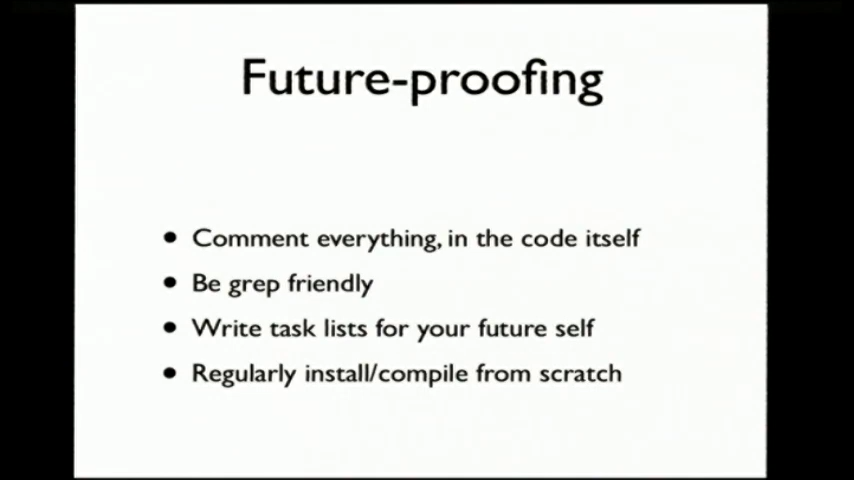 Future-proofing
• Comment everything, in the code itself
• Be grep friendly
• Write task lists for your future self
• Regularly install/compile from scratch